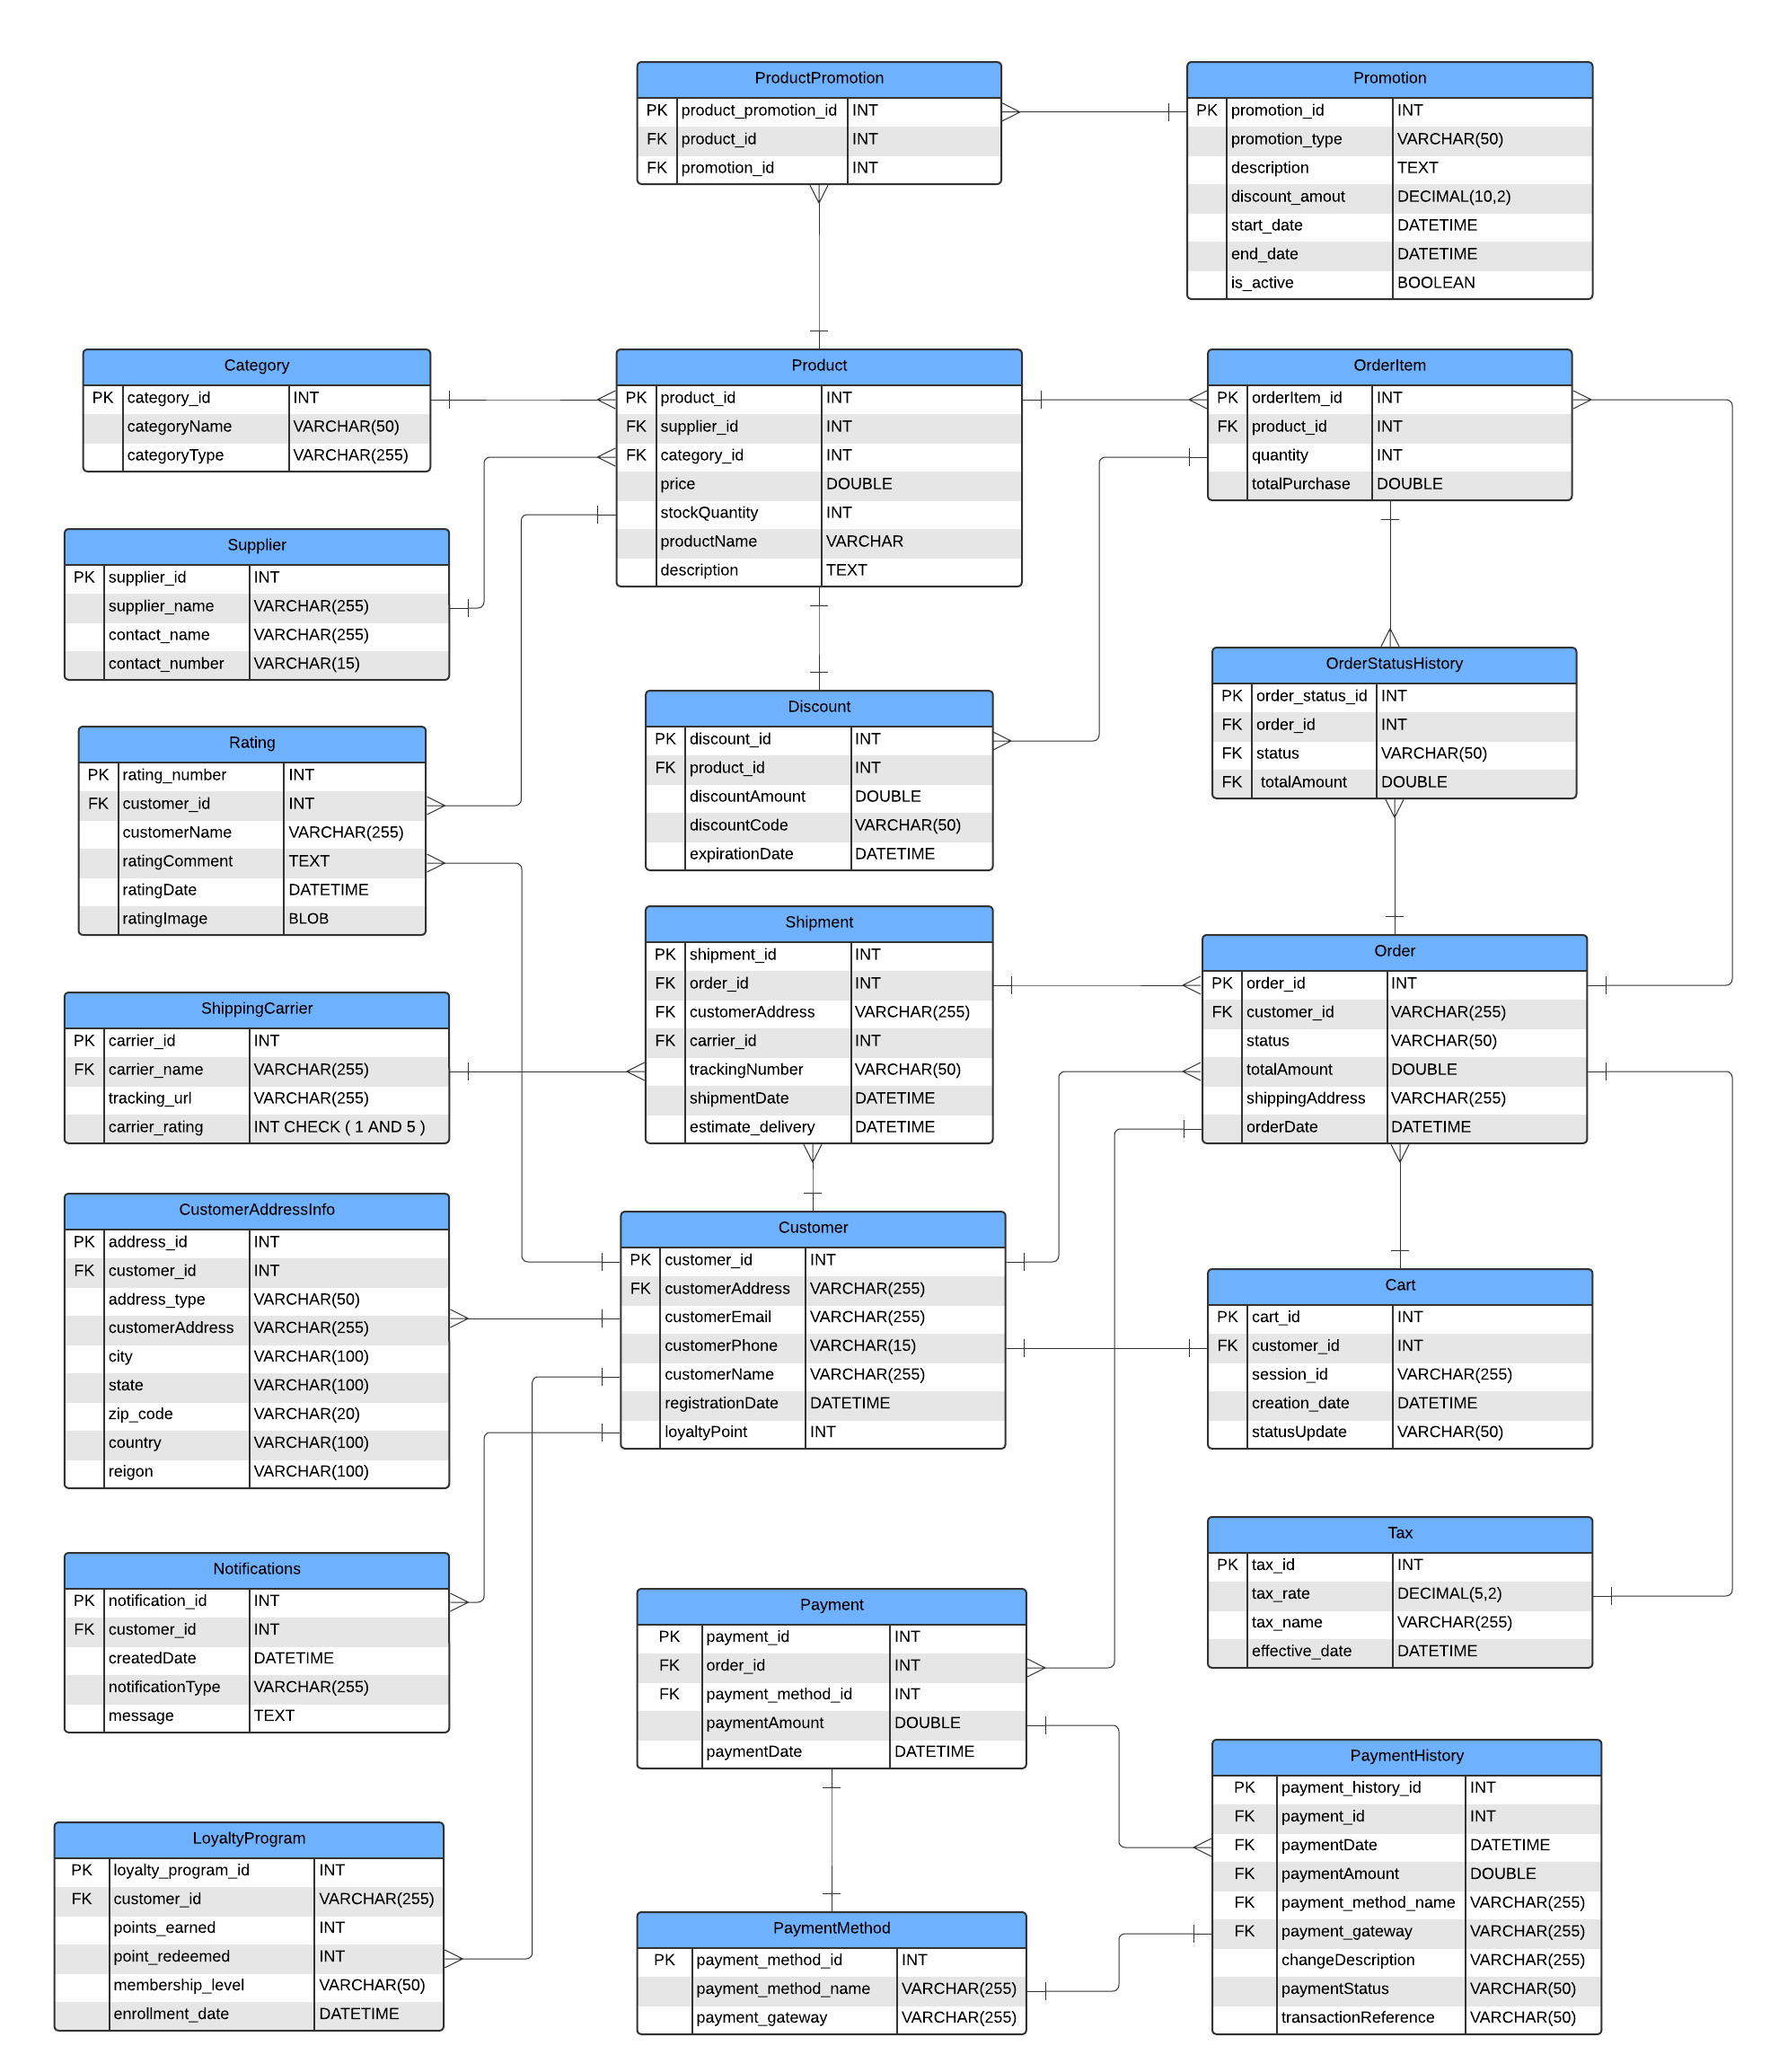 ProductPromotion
PK product_promotion_id INT
FK product_id INT
FK promotion_id INT
Promotion
PK promotion_id INT
promotion_type VARCHAR(50)
description TEXT
discount_amout DECIMAL(10,2)
start_date DATETIME
end_date DATETIME
is_active BOOLEAN
Category
PK category_id INT
categoryName VARCHAR(50)
categoryType VARCHAR(255)
Product
PK product_id INT
FK supplier_id INT
FK category_id INT
price DOUBLE
stockQuantity INT
productName VARCHAR
description TEXT
OrderItem
PK orderItem_id INT
FK product_id INT
quantity INT
totalPurchase DOUBLE
Supplier
PK supplier_id INT
supplier_name VARCHAR(255)
contact_name VARCHAR(255)
contact_number VARCHAR(15)
OrderStatusHistory
PK order_status_id INT
FK order_id INT
FK status VARCHAR(50)
FK totalAmount DOUBLE
Discount
PK discount_id INT
FK product_id INT
discountAmount DOUBLE
discountCode VARCHAR(50)
expirationDate DATETIME
Rating
PK rating_number INT
FK customer_id INT
customerName VARCHAR(255)
ratingComment TEXT
ratingDate DATETIME
ratingImage BLOB
Shipment
PK shipment_id INT
FK order_id INT
FK customerAddress VARCHAR(255)
FK carrier_id INT
trackingNumber VARCHAR(50)
shipmentDate DATETIME
estimate_delivery DATETIME
Order
PK order_id INT
FK customer_id VARCHAR(255)
status VARCHAR(50)
totalAmount DOUBLE
shippingAddress VARCHAR(255)
orderDate DATETIME
ShippingCarrier
PK carrier_id INT
FK carrier_name VARCHAR(255)
tracking_url VARCHAR(255)
carrier_rating INT CHECK ( 1 AND 5 )
CustomerAddressInfo
PK address_id INT
FK customer_id INT
address_type VARCHAR(50)
customerAddress VARCHAR(255)
city VARCHAR(100)
state VARCHAR(100)
zip_code VARCHAR(20)
country VARCHAR(100)
reigon VARCHAR(100)
Customer
PK customer_id INT
FK customerAddress VARCHAR(255)
customerEmail VARCHAR(255)
customerPhone VARCHAR(15)
customerName VARCHAR(255)
registrationDate DATETIME
loyaltyPoint INT
Cart
PK cart_id INT
FK customer_id INT
session_id VARCHAR(255)
creation_date DATETIME
statusUpdate VARCHAR(50)
Tax
PK tax_id INT
tax_rate DECIMAL(5,2)
tax_name VARCHAR(255)
effective_date DATETIME
Notifications
PK notification_id INT
FK customer_id INT
createdDate DATETIME
notificationType VARCHAR(255)
message TEXT
Payment
PK payment_id INT
FK order_id INT
FK payment_method_id INT
paymentAmount DOUBLE
paymentDate DATETIME
PaymentHistory
PK payment_history_id INT
FK payment_id INT
FK paymentDate DATETIME
FK paymentAmount DOUBLE
FK payment_method_name VARCHAR(255)
FK payment_gateway VARCHAR(255)
changeDescription VARCHAR(255)
paymentStatus VARCHAR(50)
transactionReference VARCHAR(50)
LoyaltyProgram
PK loyalty_program_id INT
FK customer_id VARCHAR(255)
points_earned INT
point_redeemed INT
membership_level VARCHAR(50)
enrollment_date DATETIME
PaymentMethod
PK payment_method_id INT
payment_method_name VARCHAR(255)
payment_gateway VARCHAR(255)